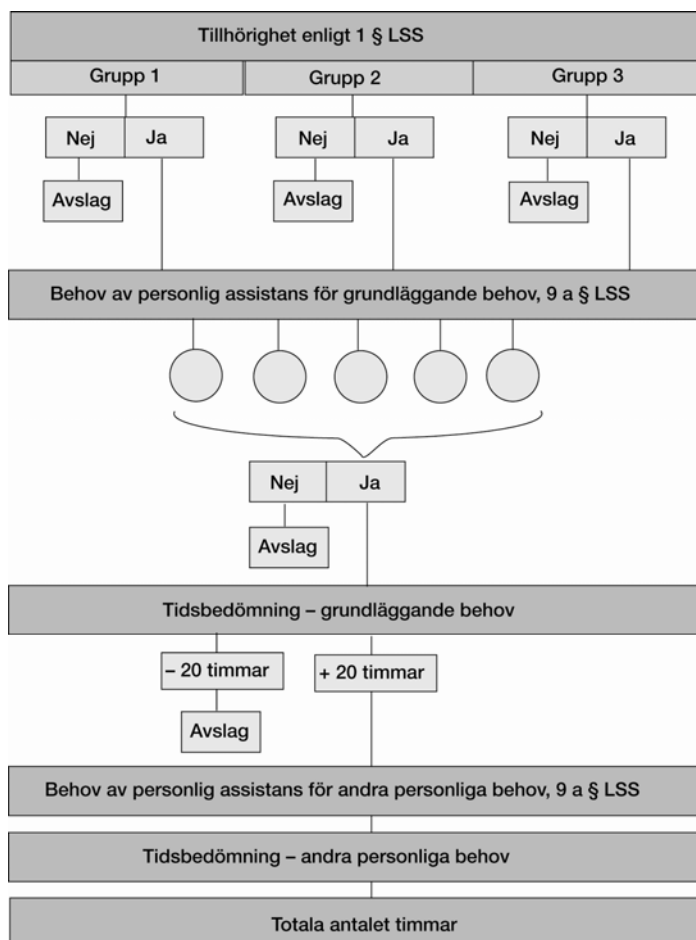 Tillhörighet enligt 1 § LSS
Grupp 1 Grupp 2 Grupp 3
Nej Ja Nej Ja Nej Ja
Avslag Avslag Avslag
Behov av personlig assistans för grundläggande behov, 9 a § LSS
Nej Ja
Avslag
Tidsbedömning – grundläggande behov
– 20 timmar + 20 timmar
Avslag
Behov av personlig assistans för andra personliga behov, 9 a § LSS
Tidsbedömning – andra personliga behov
Totala antalet timmar